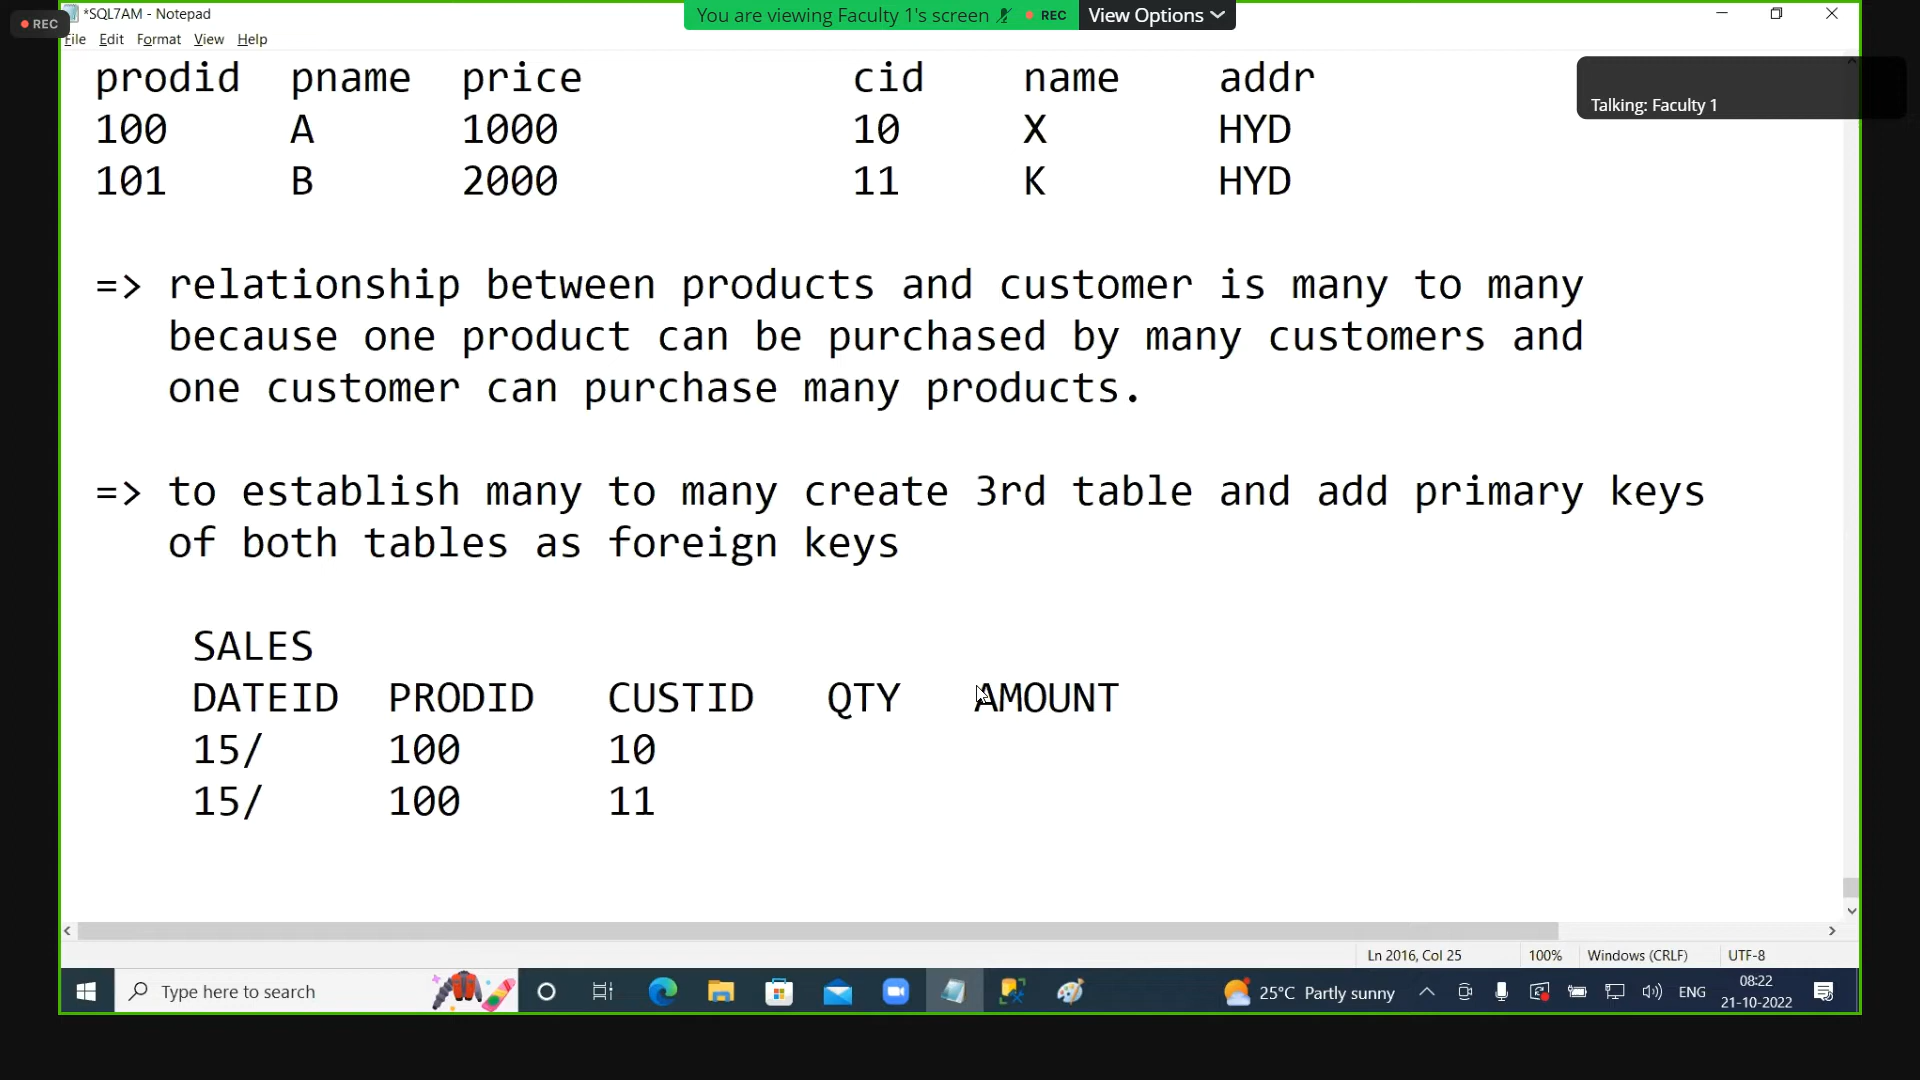 REC
*SQL7AM - Notepad
You are viewing Faculty 1's screen REC View Options
File Edit Format View Help
Talking: Faculty 1
prodid pname price cid name addr
100 A 1000 10 X HYD
101 B 2000 11 K HYD
=> relationship between products and customer is many to many
because one product can be purchased by many customers and
one customer can purchase many products.
=> to establish many to many create 3rd table and add primary keys
of both tables as foreign keys
SALES
DATEID PRODID CUSTID QTY AMOUNT
15/ 100 10
15/ 100 11
Ln 2016, Col 25 100% Windows (CRLF) UTF-8
Type here to search 25°C Partly sunny ENG 08:22
21-10-2022